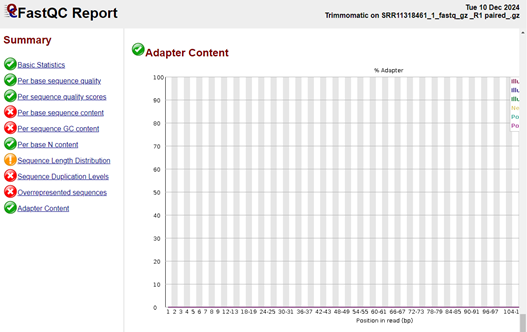 FastQC Report
Tue 10 Dec 2024
Trimmomatic on SRR11318461_1_fastq_gz _R1 paired_.gz
Summary
Basic Statistics
Per base sequence quality
Per sequence quality scores
Per base sequence content
Per sequence GC content
Per base N content
Sequence Length Distribution
Sequence Duplication Levels
Overrepresented sequences
Adapter Content
Adapter Content
% Adapter
100
90
80
70
60
50
40
30
20
10
0
Illu
Illu
Illu
No
Po
Po
1 2 3 4 5 6 7 8 9 12-13 18-19 24-25 30-31 36-37 42-43 48-49 54-55 60-61 66-67 72-73 78-79 84-85 90-91 96-97 104-1
Position in read (bp)